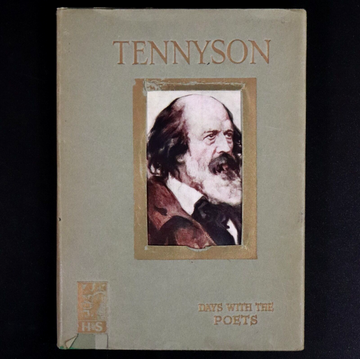 TENNYSON
DAYS WITH THE
POETS
H&S